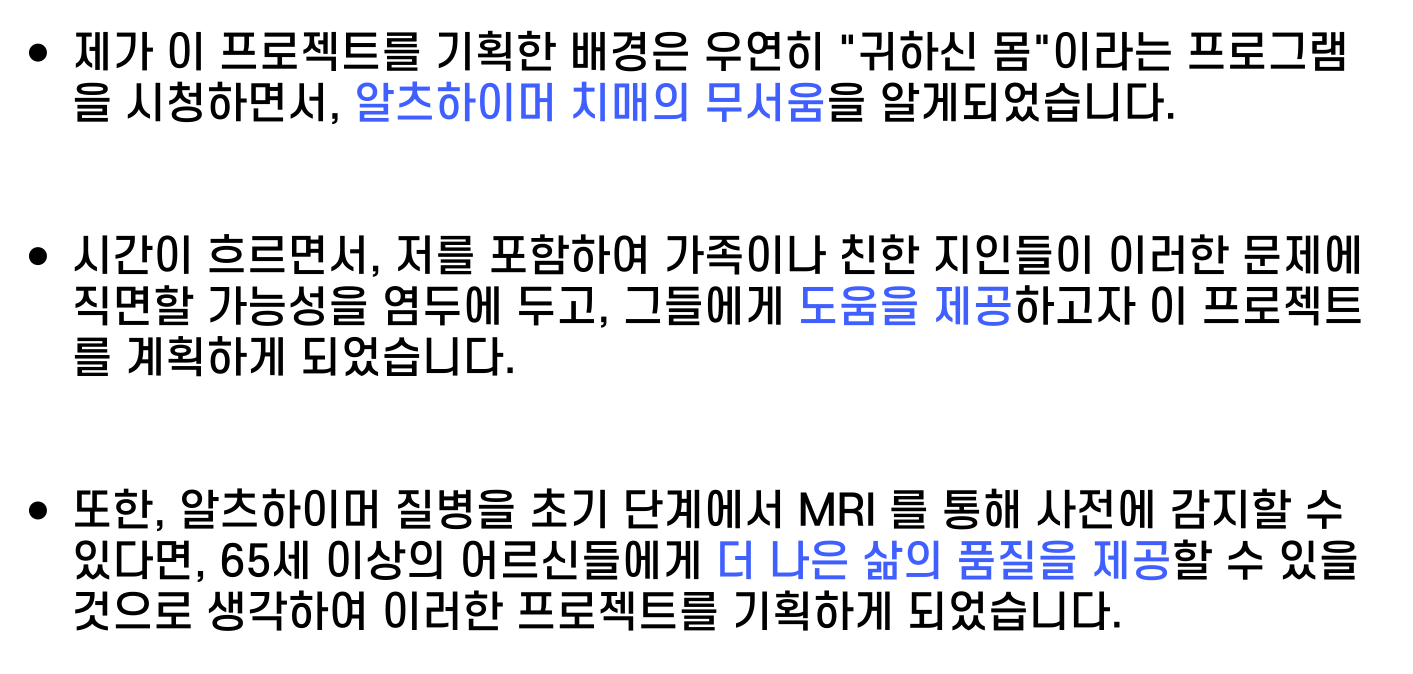 • 제가 이 프로젝트를 기획한 배경은 우연히 "귀하신 몸"이라는 프로그램
을 시청하면서, 알츠하이머 치매의 무서움을 알게되었습니다.
• 시간이 흐르면서, 저를 포함하여 가족이나 친한 지인들이 이러한 문제에
직면할 가능성을 염두에 두고, 그들에게 도움을 제공하고자 이 프로젝트
를 계획하게 되었습니다.
• 또한, 알츠하이머 질병을 초기 단계에서 MRI 를 통해 사전에 감지할 수
있다면, 65세 이상의 어르신들에게 더 나은 삶의 품질을 제공할 수 있을
것으로 생각하여 이러한 프로젝트를 기획하게 되었습니다.